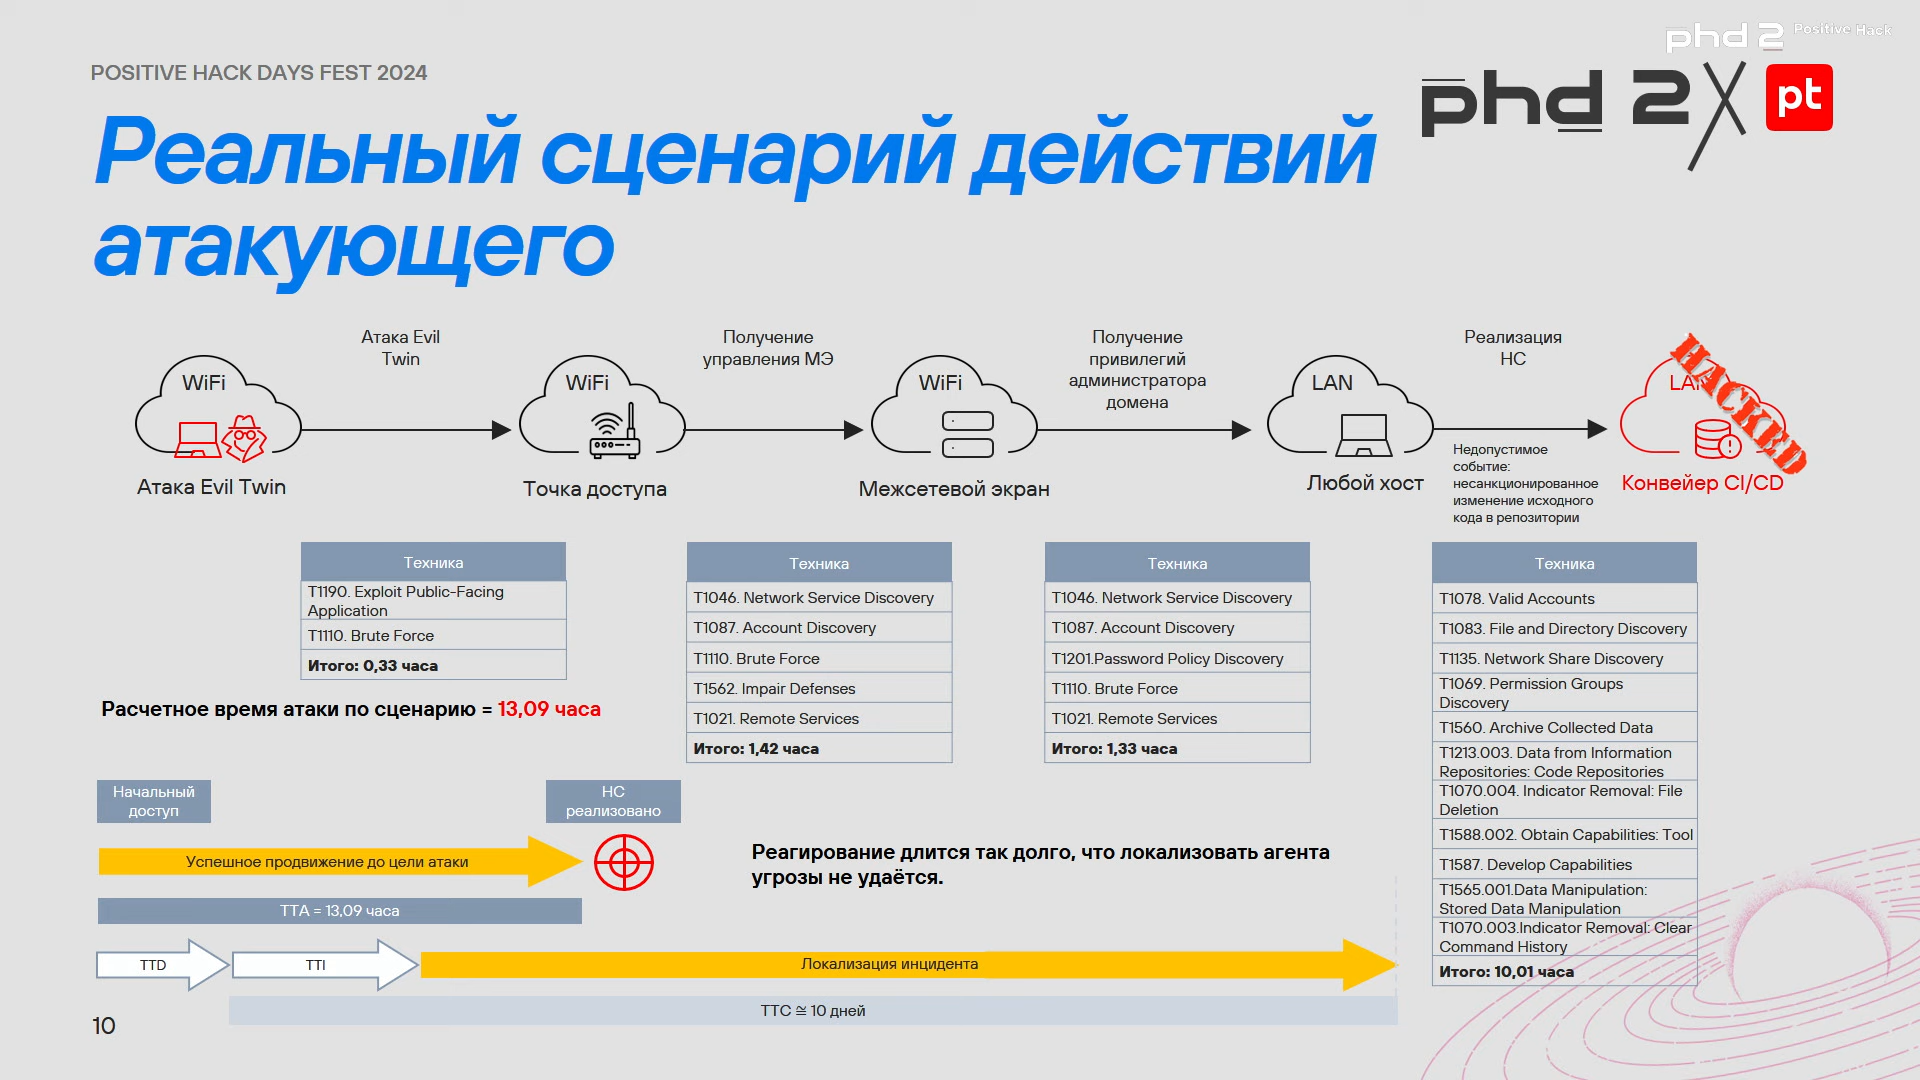 phd 2 Positive Hack
POSITIVE HACK DAYS FEST 2024
phd 2 pt
Реальный сценарий действий
атакующего
Атака Evil
Twin
Получение
управления МЭ
Получение
привилегий
администратора
домена
Реализация
НС
WiFi
WiFi
WiFi
LAN
LAN
HACKED
Атака Evil Twin
Точка доступа
Межсетевой экран
Любой хост
Недопустимое
событие:
несанкционированное
изменение исходного
кода в репозитории
Конвейер CI/CD
Техника
T1190. Exploit Public-Facing
Application
T1110. Brute Force
Итого: 0,33 часа
Техника
T1046. Network Service Discovery
T1087. Account Discovery
T1110. Brute Force
T1562. Impair Defenses
T1021. Remote Services
Итого: 1,42 часа
Техника
T1046. Network Service Discovery
T1087. Account Discovery
T1201.Password Policy Discovery
T1110. Brute Force
T1021. Remote Services
Итого: 1,33 часа
Техника
T1078. Valid Accounts
T1083. File and Directory Discovery
T1135. Network Share Discovery
T1069. Permission Groups
Discovery
T1560. Archive Collected Data
T1213.003. Data from Information
Repositories: Code Repositories
T1070.004. Indicator Removal: File
Deletion
T1588.002. Obtain Capabilities: Tool
T1587. Develop Capabilities
T1565.001.Data Manipulation:
Stored Data Manipulation
T1070.003.Indicator Removal: Clear
Command History
Итого: 10,01 часа
Расчетное время атаки по сценарию = 13,09 часа
Начальный
доступ
НС
реализовано
Успешное продвижение до цели атаки
TTA = 13,09 часа
Реагирование длится так долго, что локализовать агента
угрозы не удаётся.
TTD
TTI
Локализация инцидента
TTC ≅ 10 дней
10